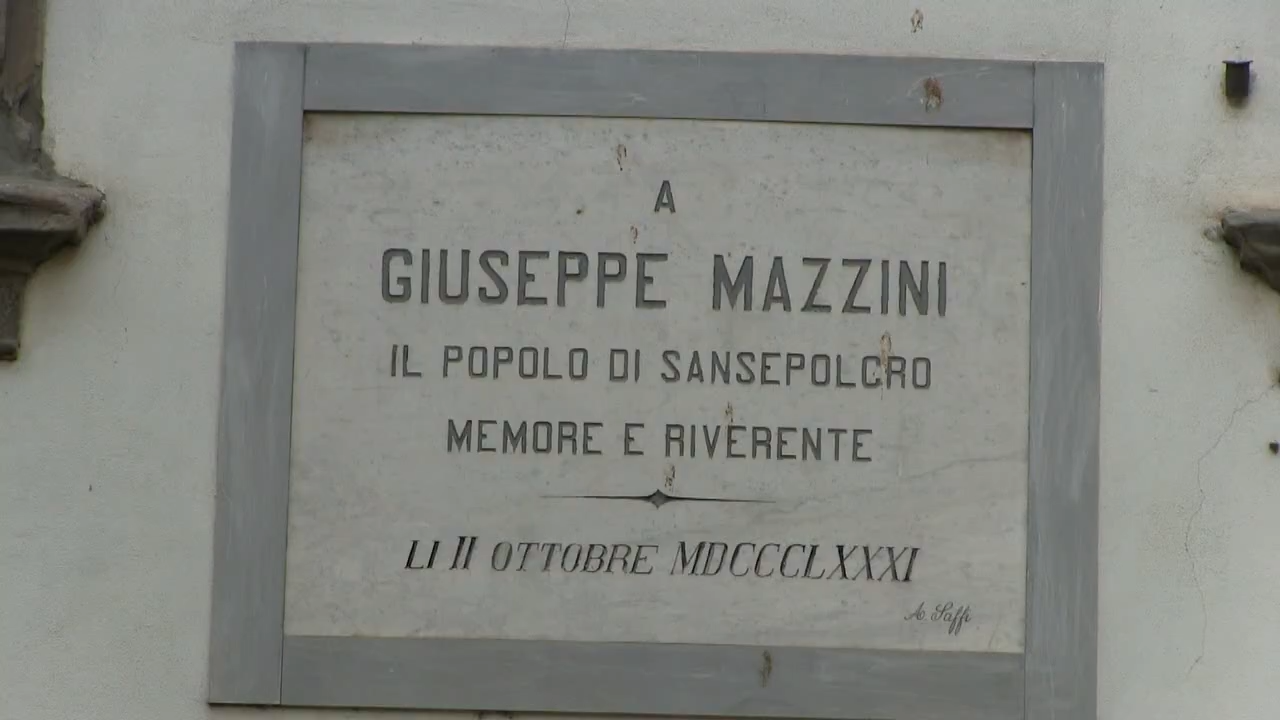 A
GIUSEPPE MAZZINI
IL POPOLO DI SANSEPOLCRO
MEMORE E RIVERENTE
LI II OTTOBRE MDCCCLXXXI
A. Saffi